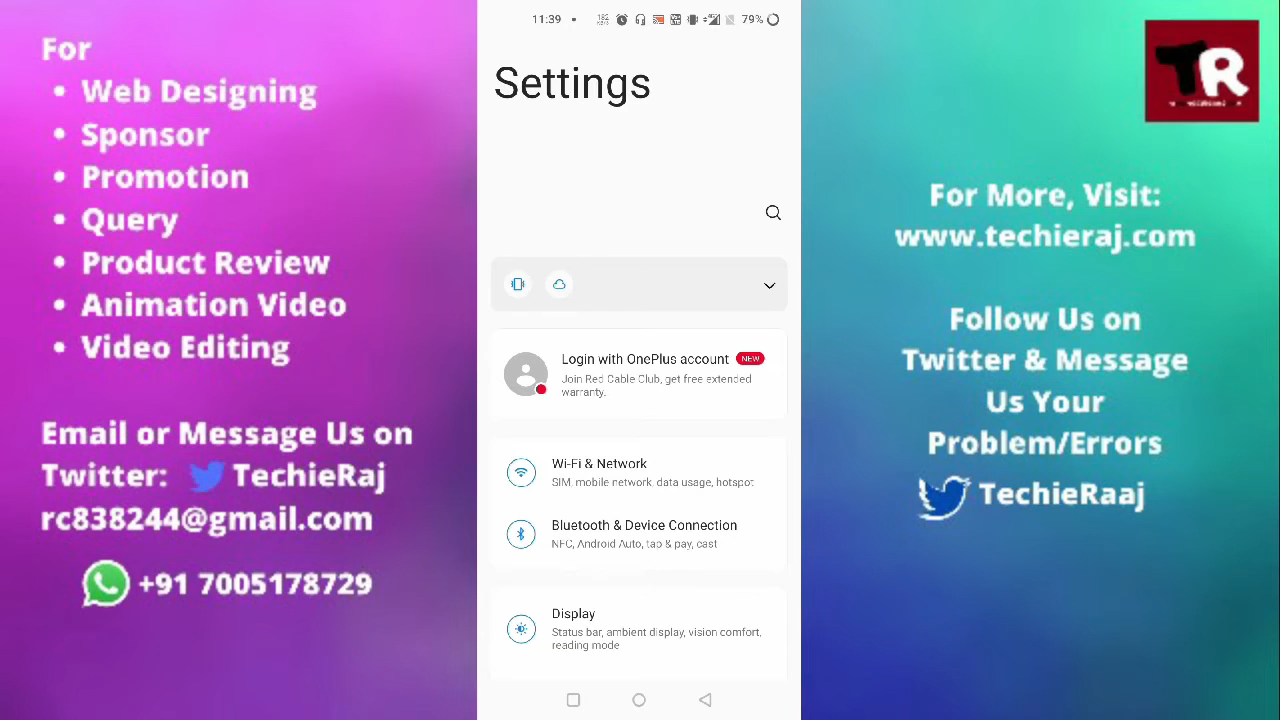 For
• Web Designing
• Sponsor
• Promotion
• Query
• Product Review
• Animation Video
• Video Editing
Email or Message Us on
Twitter: TechieRaj
rc838244@gmail.com
+91 7005178729
11:39
79%
Settings
Login with OnePlus account NEW
Join Red Cable Club, get free extended
warranty.
Wi-Fi & Network
SIM, mobile network, data usage, hotspot
Bluetooth & Device Connection
NFC, Android Auto, tap & pay, cast
Display
Status bar, ambient display, vision comfort,
reading mode
TR
For More, Visit:
www.techieraj.com
Follow Us on
Twitter & Message
Us Your
Problem/Errors
TechieRaaj